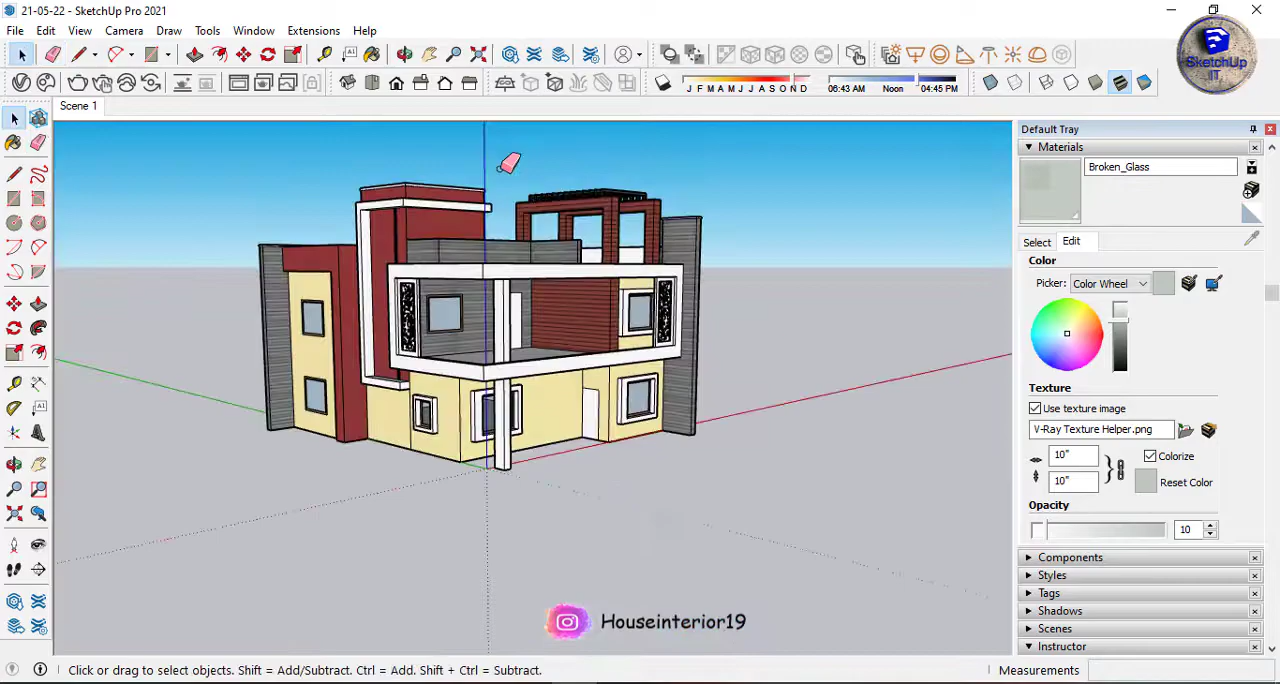 21-05-22 - SketchUp Pro 2021
File Edit View Camera Draw Tools Window Extensions Help
SketchUp
IT
J F M A M J J A S O N D 06:43 AM Noon 04:45 PM
Scene 1
Default Tray
Materials
Broken_Glass
Select Edit
Color
Picker: Color Wheel
Texture
Use texture image
V-Ray Texture Helper.png
10" Colorize
10" Reset Color
Opacity
10
Components
Styles
Tags
Shadows
Scenes
Instructor
Houseinterior19
Click or drag to select objects. Shift = Add/Subtract. Ctrl = Add. Shift + Ctrl = Subtract. Measurements